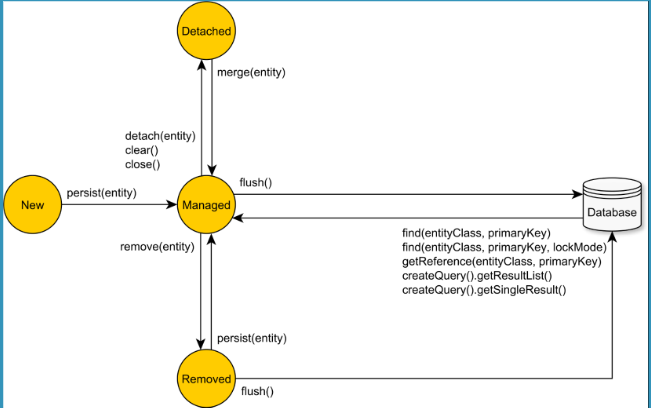 Detached
merge(entity)
detach(entity)
clear()
close()
New
persist(entity)
Managed
flush()
Database
find(entityClass, primaryKey)
find(entityClass, primaryKey, lockMode)
getReference(entityClass, primaryKey)
createQuery().getResultList()
createQuery().getSingleResult()
remove(entity)
persist(entity)
Removed
flush()